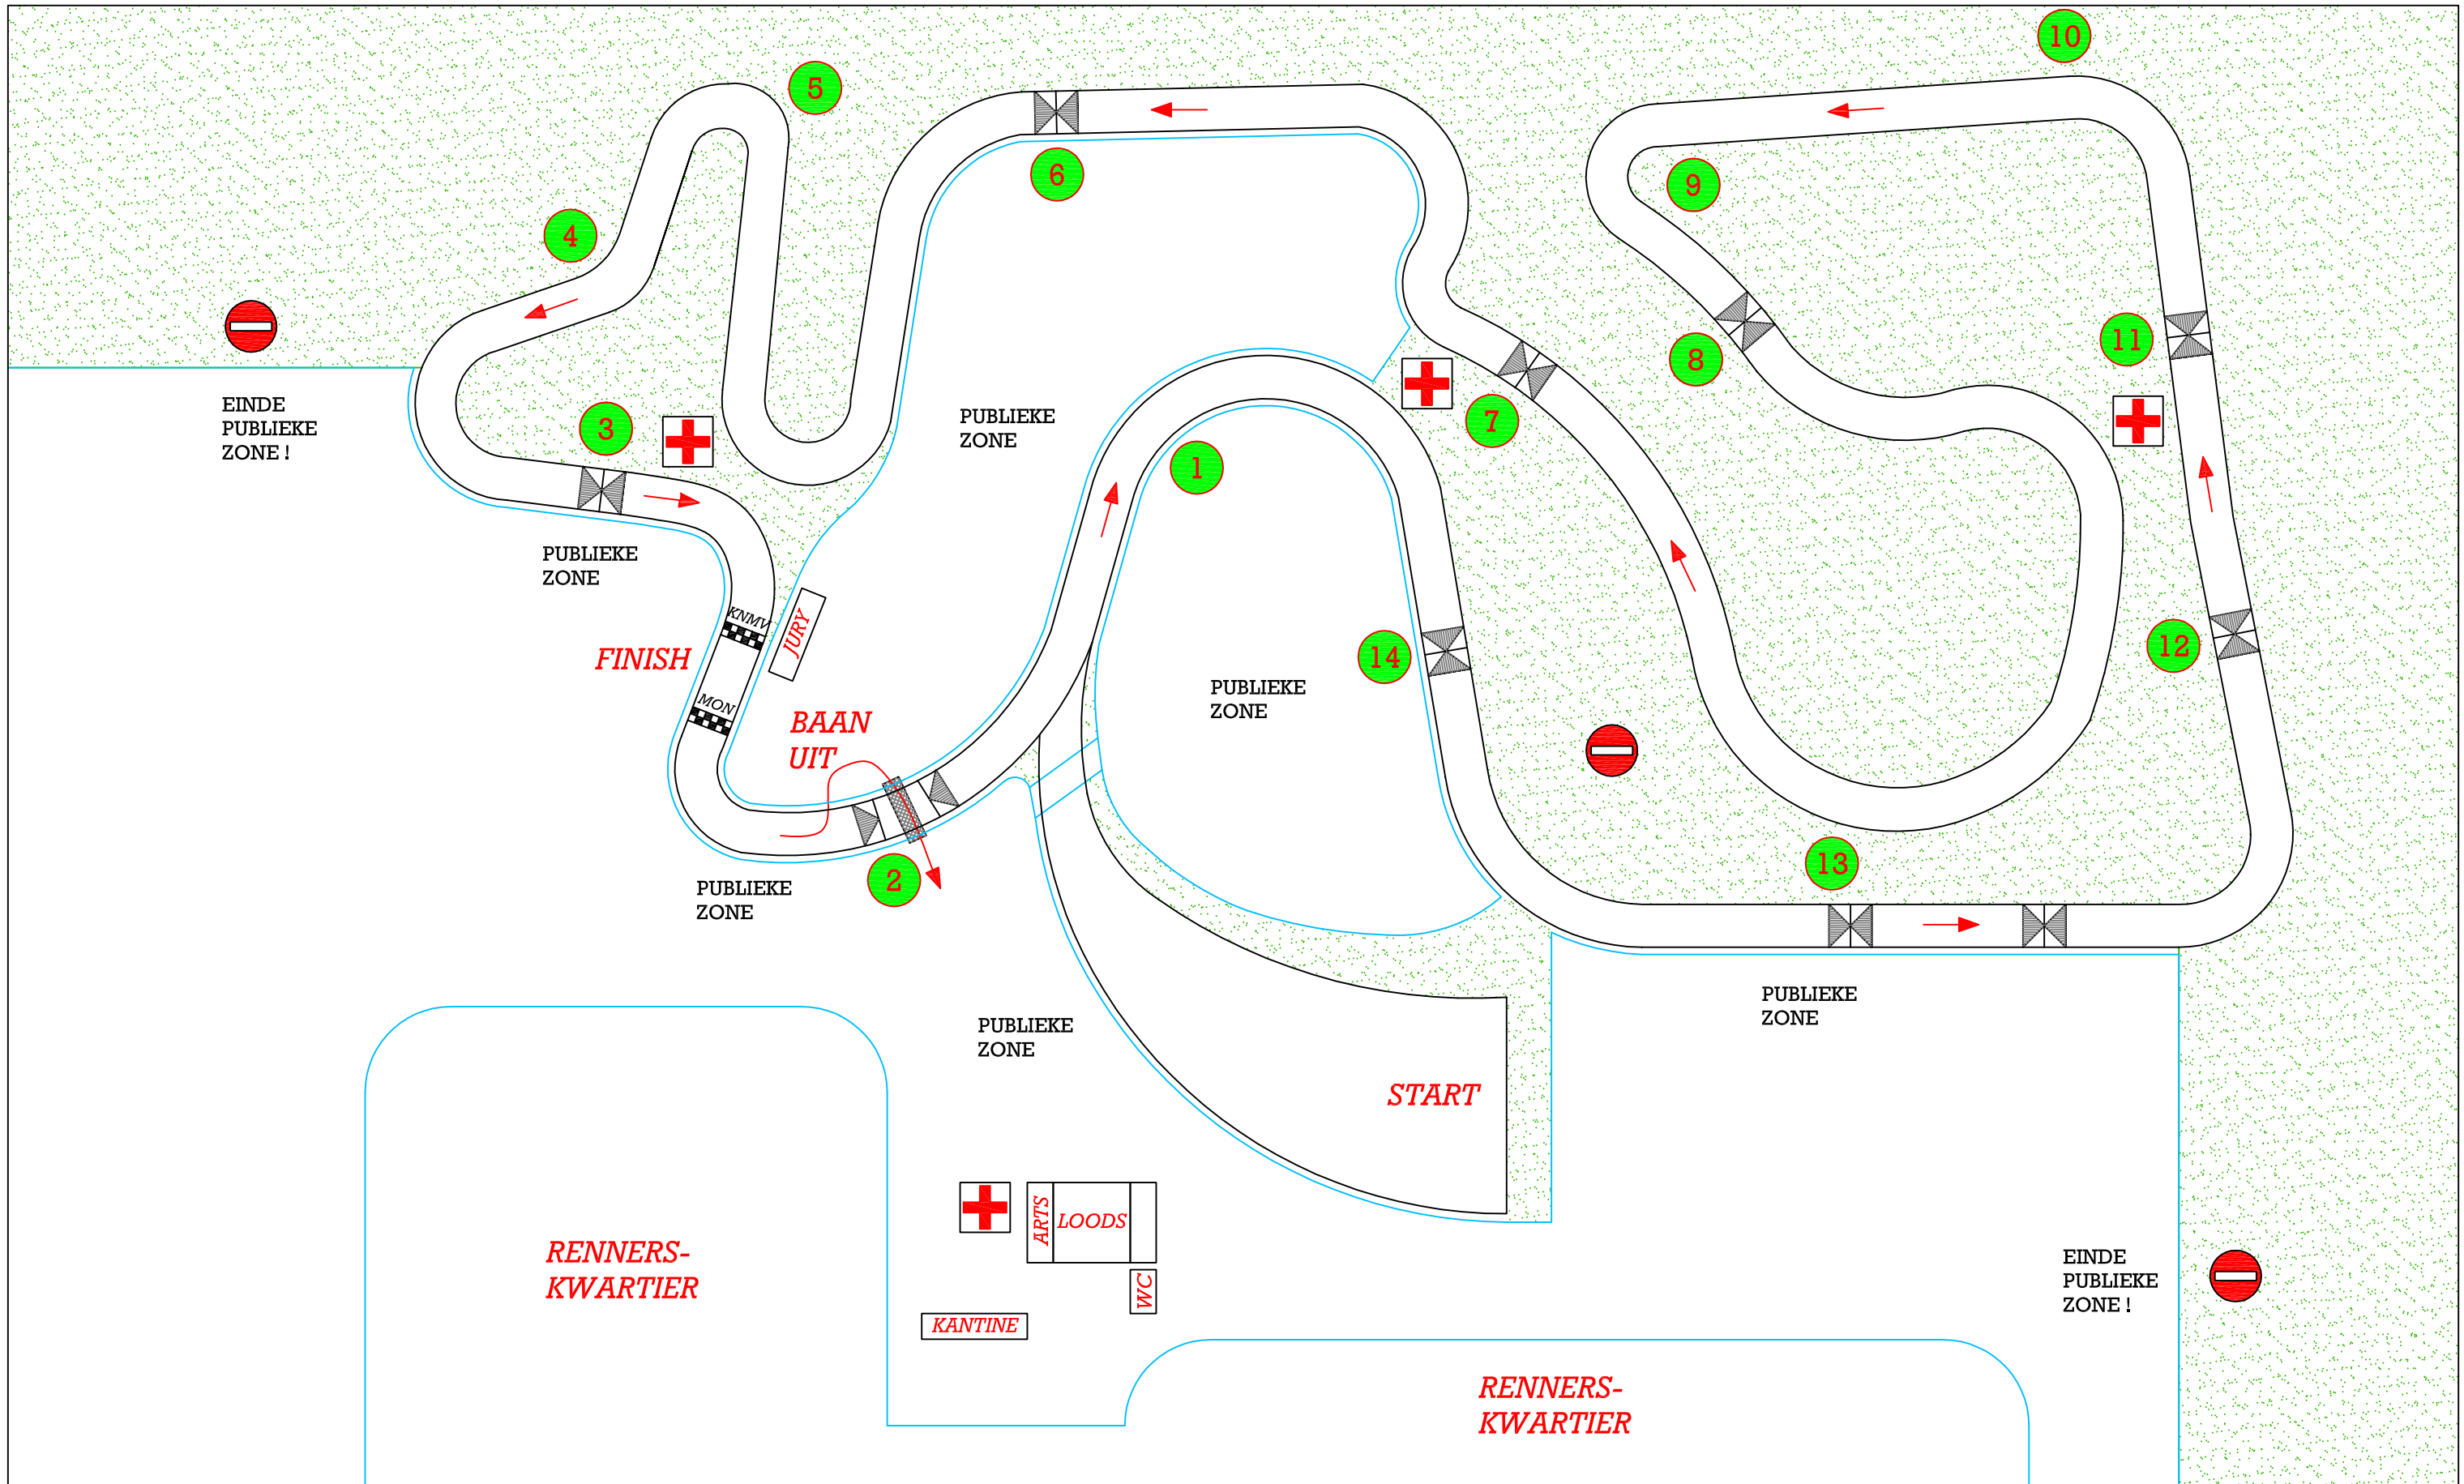 10
5
6
9
4
11
8
EINDE
PUBLIEKE
ZONE !
3
PUBLIEKE
ZONE
7
1
PUBLIEKE
ZONE
KNMV
JURY
FINISH
14
12
PUBLIEKE
ZONE
MON
BAAN
UIT
2
13
PUBLIEKE
ZONE
PUBLIEKE
ZONE
PUBLIEKE
ZONE
START
ARTS
LOODS
WC
KANTINE
RENNERS-
KWARTIER
EINDE
PUBLIEKE
ZONE !
RENNERS-
KWARTIER